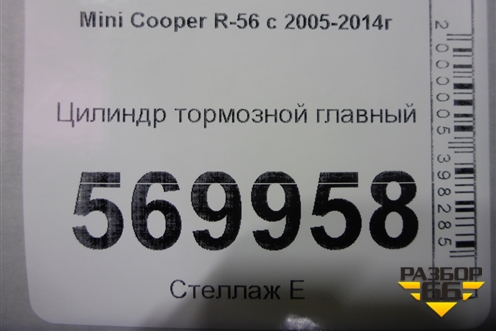 Mini Cooper R-56 с 2005-2014г
Цилиндр тормозной главный
569958
Стеллаж Е
2000005398285
РАЗБОР
66